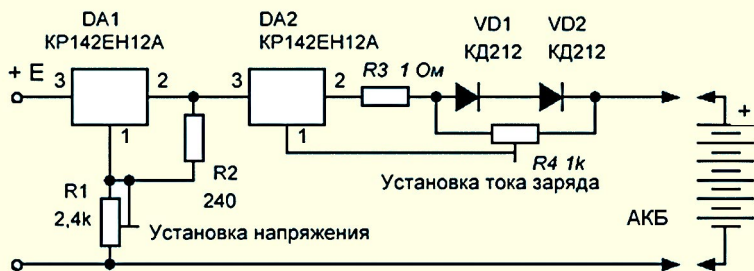 DA1
КР142ЕН12А
DA2
КР142ЕН12А
VD1
КД212
VD2
КД212
+ E
3
2
1
3
2
1
R3 1 Ом
R2
240
R4 1k
Установка тока заряда
R1
2,4k
Установка напряжения
АКБ
+